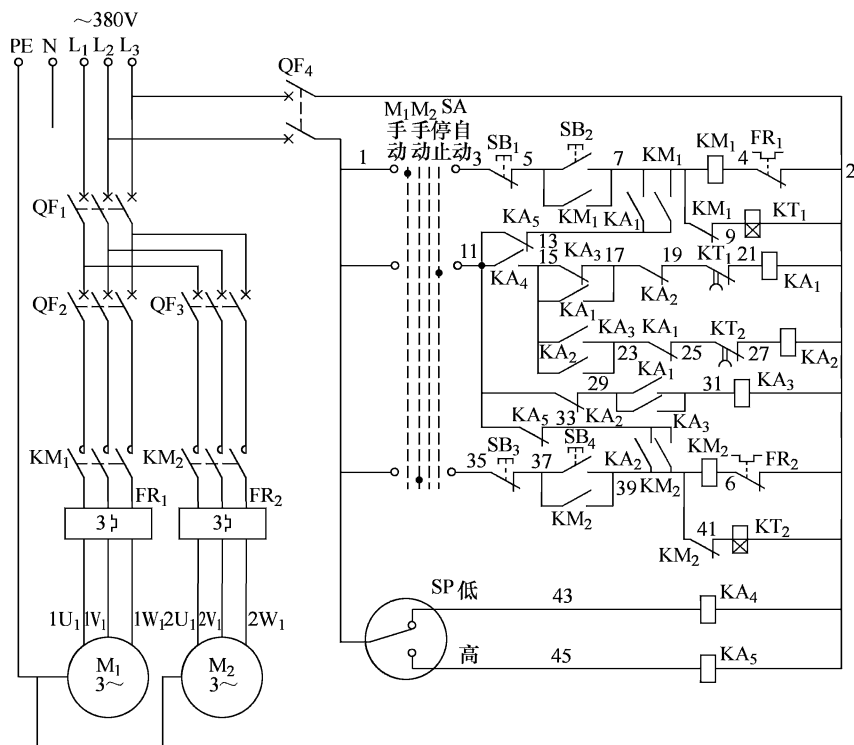 ~380V
PE N L1 L2 L3
QF4
M1 M2 SA
手动 手动 停止 自动
1 3 SB1 5 SB2 7 KM1 KM1 4 FR1 2
KM1 KA1 KM1 9 KT1
QF1
KA5 13
11 KA4 15 KA3 17 KA2 19 KT1 21 KA1
KA1
QF2 QF3
KA3 23 KA1 25 KT2 27 KA2
KA2
29 KA1 31 KA3
KA2 KA3
KA5 33
KM1 KM2
35 SB3 37 SB4 39 KA2 KM2 KM2 6 FR2
KM2
FR1 FR2
3 3
KM2 41 KT2
SP 低 43 KA4
高 45 KA5
1U1 1V1 1W1 2U1 2V1 2W1
M1 M2
3~ 3~